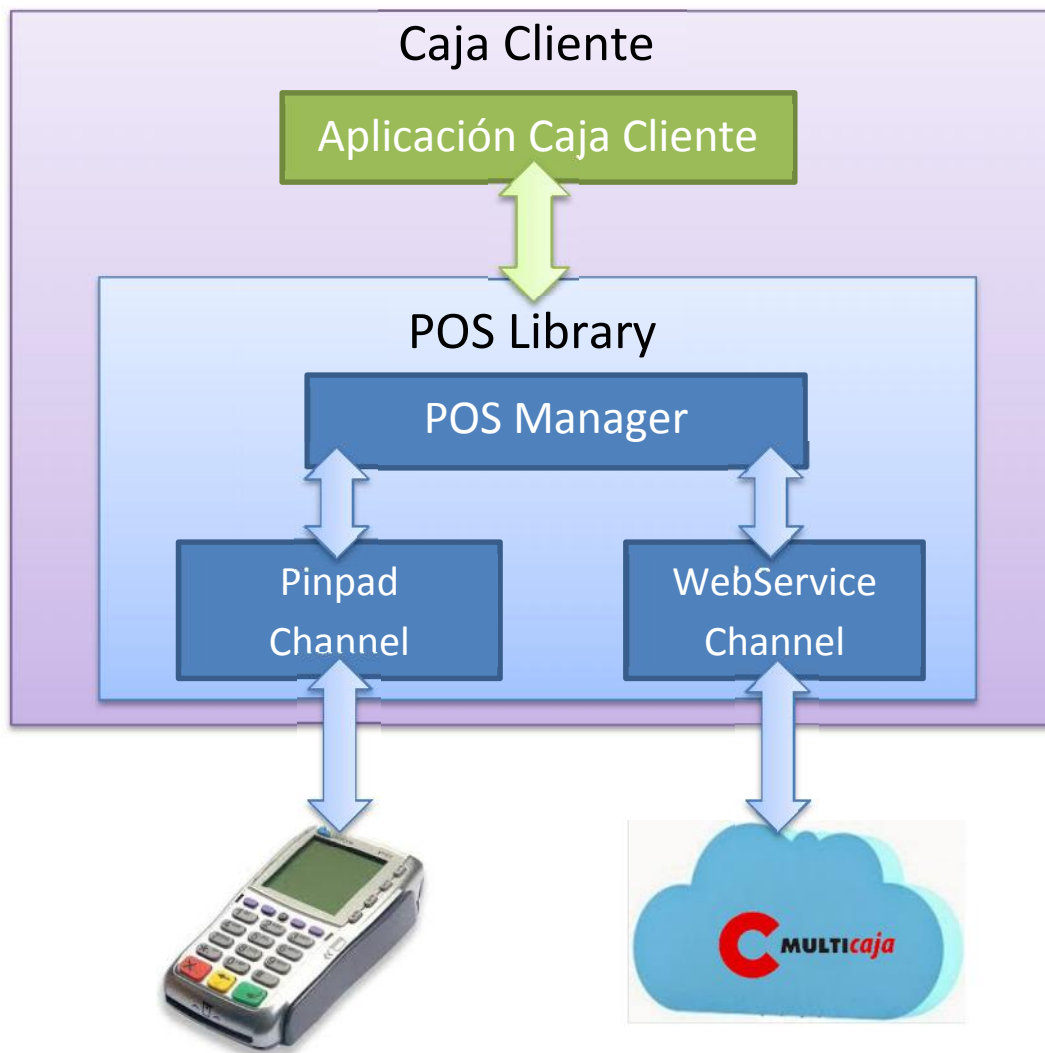 Caja Cliente
Aplicación Caja Cliente
POS Library
POS Manager
Pinpad
Channel
WebService
Channel
C MULTIcaja